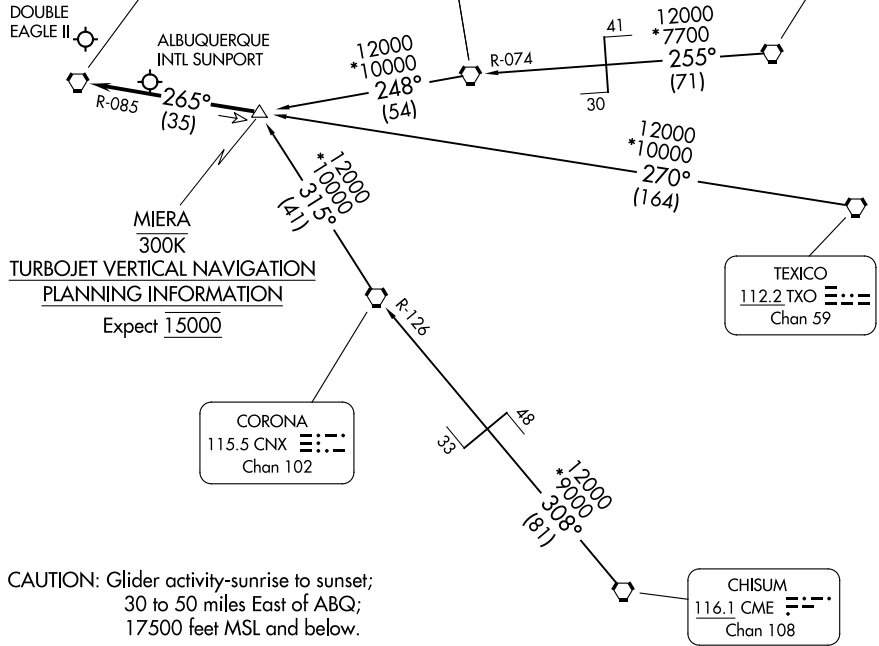 DOUBLE
EAGLE II
ALBUQUERQUE
INTL SUNPORT
R-085
265°
(35)
12000
*10000
248°
(54)
R-074
41
30
12000
*7700
255°
(71)
12000
*10000
270°
(164)
12000
*10000
315°
(41)
MIERA
300K
TURBOJET VERTICAL NAVIGATION
PLANNING INFORMATION
Expect 15000
TEXICO
112.2 TXO
Chan 59
R-126
CORONA
115.5 CNX
Chan 102
48
33
12000
*9000
308°
(81)
CAUTION: Glider activity-sunrise to sunset;
30 to 50 miles East of ABQ;
17500 feet MSL and below.
CHISUM
116.1 CME
Chan 108